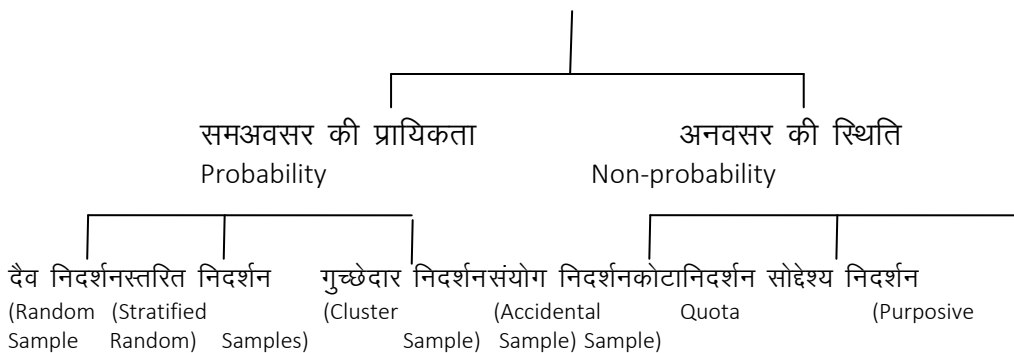 समअवसर की प्रायिकता अनवसर की स्थिति
Probability Non-probability
दैव निदर्शनस्तरित निदर्शन गुच्छेदार निदर्शनसंयोग निदर्शनकोटानिदर्शन सोद्देश्य निदर्शन
(Random (Stratified (Cluster (Accidental Quota (Purposive
Sample Random) Samples) Sample) Sample) Sample)